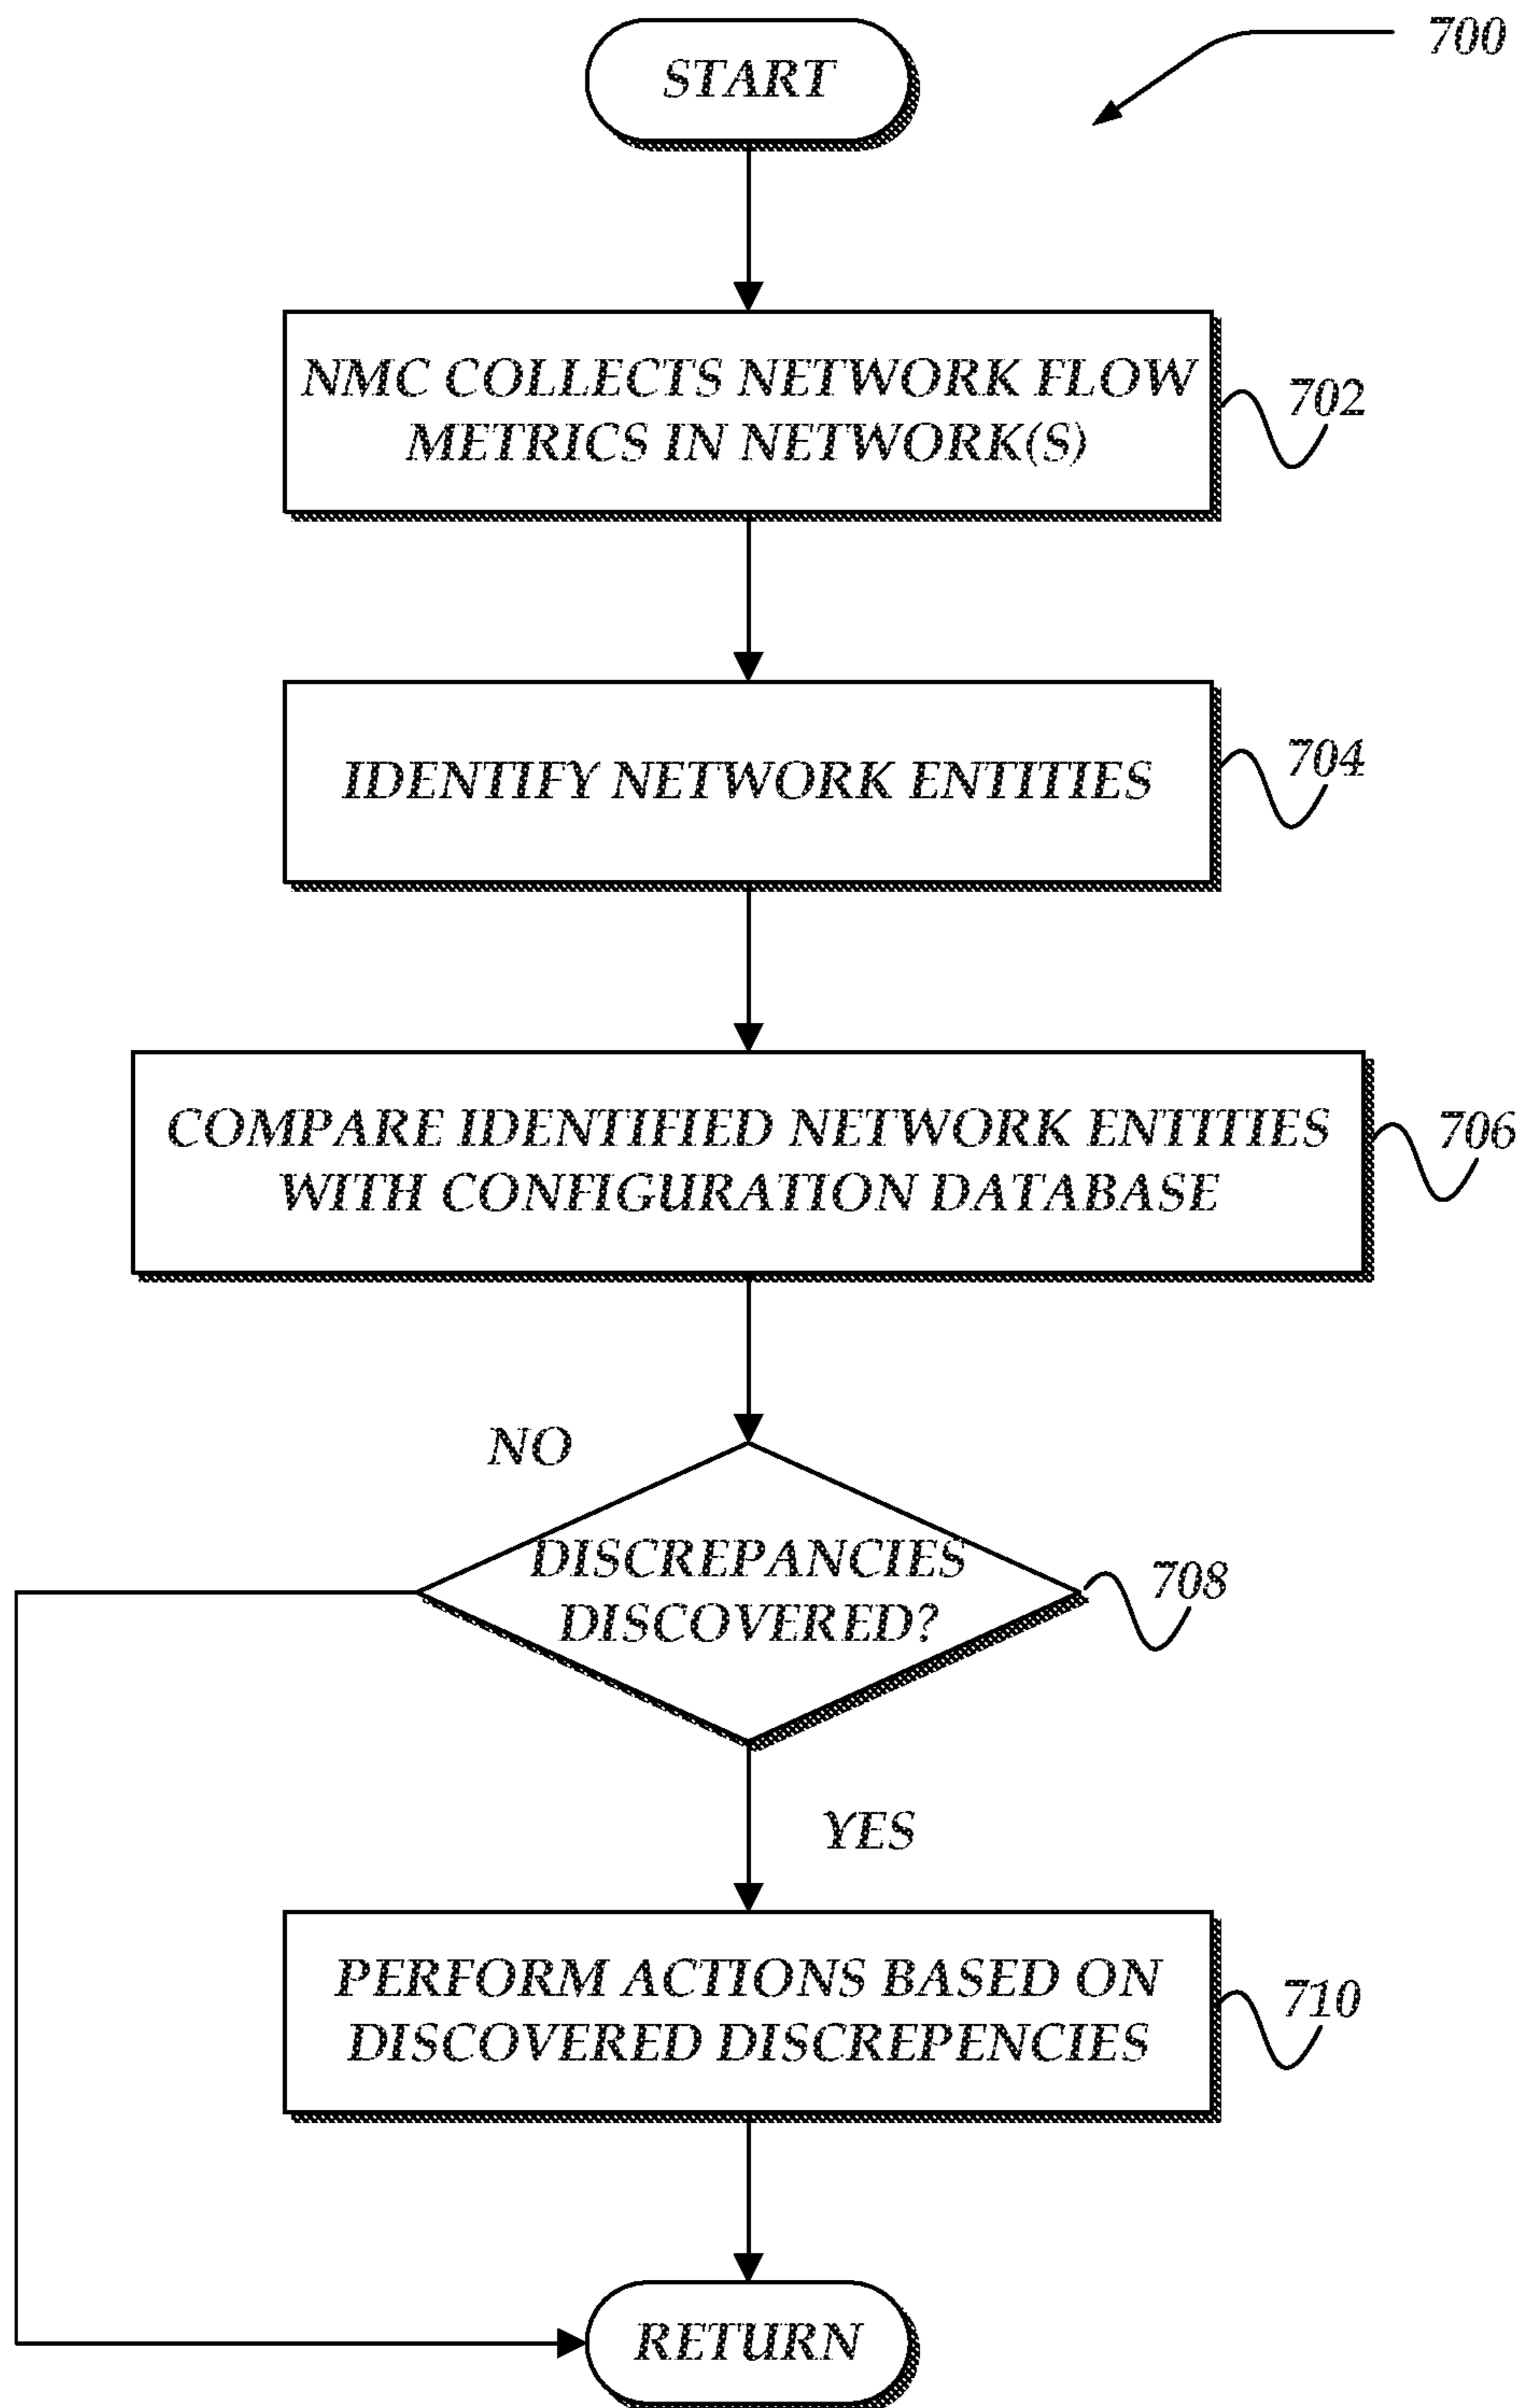 700
START
NMC COLLECTS NETWORK FLOW
METRICS IN NETWORK(S)
702
IDENTIFY NETWORK ENTITIES
704
COMPARE IDENTIFIED NETWORK ENTITIES
WITH CONFIGURATION DATABASE
706
NO
DISCREPANCIES
DISCOVERED?
708
YES
PERFORM ACTIONS BASED ON
DISCOVERED DISCREPENCIES
710
RETURN